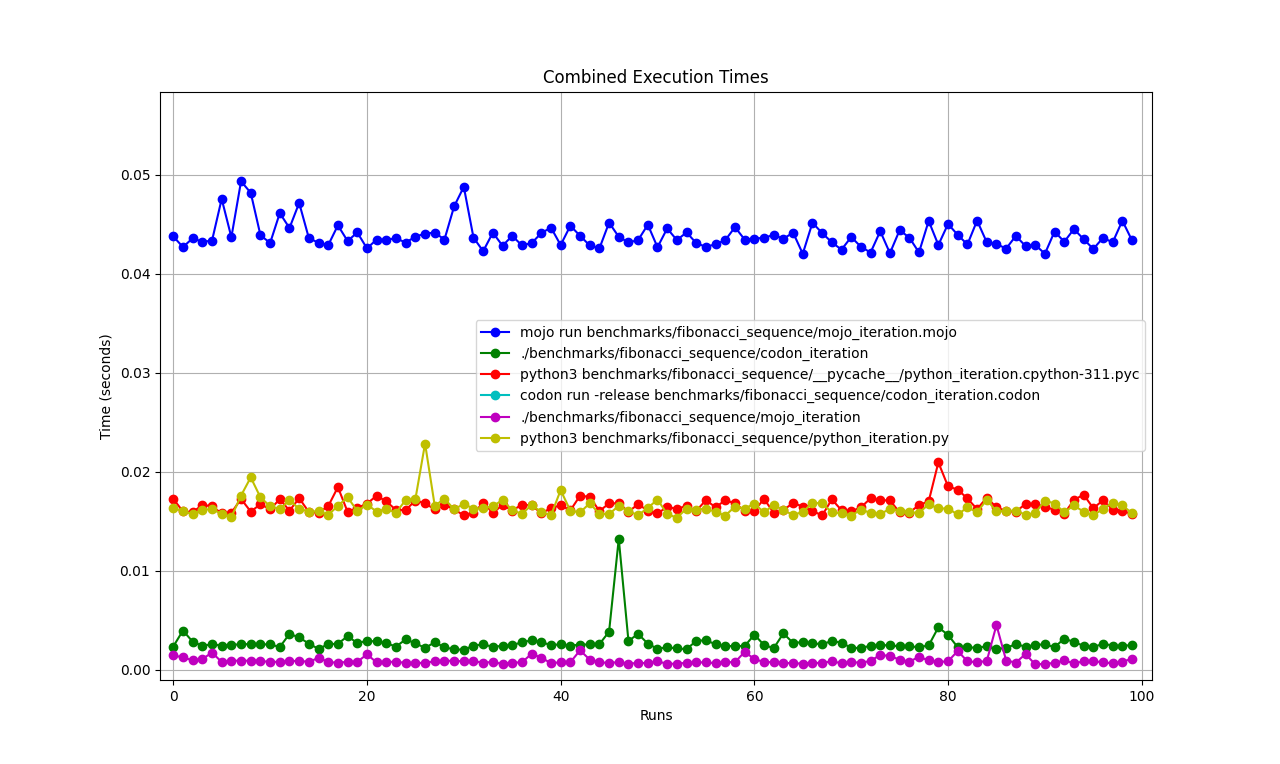 Combined Execution Times
0.05
0.04
0.03
0.02
0.01
0.00
Time (seconds)
mojo run benchmarks/fibonacci_sequence/mojo_iteration.mojo
./benchmarks/fibonacci_sequence/codon_iteration
python3 benchmarks/fibonacci_sequence/__pycache__/python_iteration.cpython-311.pyc
codon run -release benchmarks/fibonacci_sequence/codon_iteration.codon
./benchmarks/fibonacci_sequence/mojo_iteration
python3 benchmarks/fibonacci_sequence/python_iteration.py
0 20 40 60 80 100
Runs